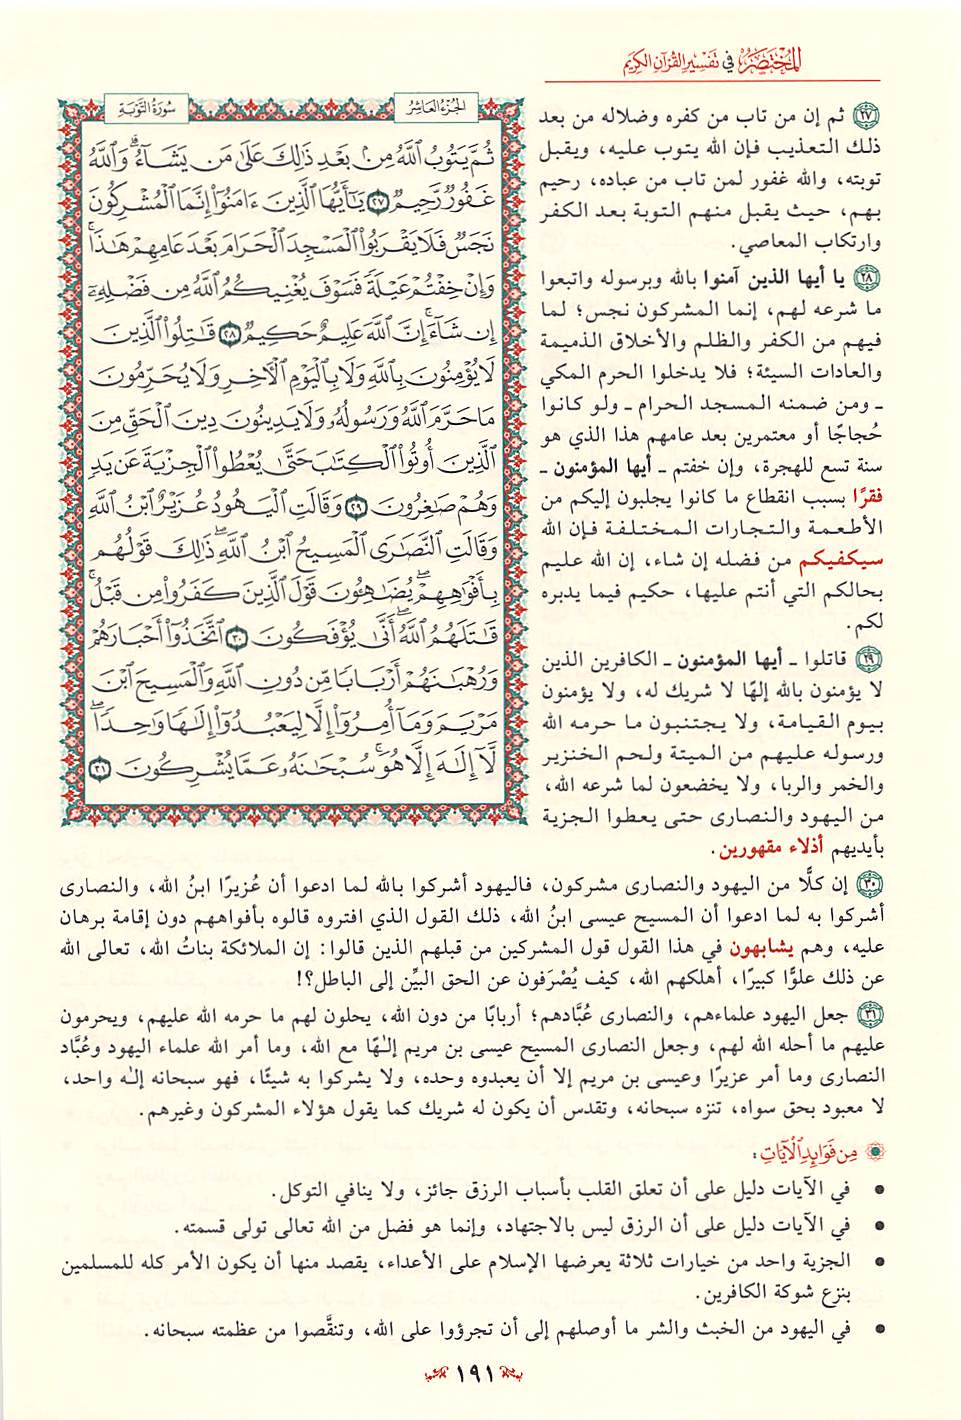 المختصر في تفسير القرآن الكريم
الجزء العاشر
سورة التوبة
ثُمَّ يَتُوبُ ٱللَّهُ مِنۢ بَعْدِ ذَٰلِكَ عَلَىٰ مَن يَشَآءُۗ وَٱللَّهُ
غَفُورٌ رَّحِيمٌ ٢٧ يَـٰٓأَيُّهَا ٱلَّذِينَ ءَامَنُوٓا۟ إِنَّمَا ٱلْمُشْرِكُونَ
نَجَسٌ فَلَا يَقْرَبُوا۟ ٱلْمَسْجِدَ ٱلْحَرَامَ بَعْدَ عَامِهِمْ هَـٰذَاۚ
وَإِنْ خِفْتُمْ عَيْلَةً فَسَوْفَ يُغْنِيكُمُ ٱللَّهُ مِن فَضْلِهِۦٓ
إِن شَآءَۚ إِنَّ ٱللَّهَ عَلِيمٌ حَكِيمٌ ٢٨ قَـٰتِلُوا۟ ٱلَّذِينَ
لَا يُؤْمِنُونَ بِٱللَّهِ وَلَا بِٱلْيَوْمِ ٱلْـَٔاخِرِ وَلَا يُحَرِّمُونَ
مَا حَرَّمَ ٱللَّهُ وَرَسُولُهُۥ وَلَا يَدِينُونَ دِينَ ٱلْحَقِّ مِنَ
ٱلَّذِينَ أُوتُوا۟ ٱلْكِتَـٰبَ حَتَّىٰ يُعْطُوا۟ ٱلْجِزْيَةَ عَن يَدٍ
وَهُمْ صَـٰغِرُونَ ٢٩ وَقَالَتِ ٱلْيَهُودُ عُزَيْرٌ ٱبْنُ ٱللَّهِ
وَقَالَتِ ٱلنَّصَـٰرَى ٱلْمَسِيحُ ٱبْنُ ٱللَّهِۖ ذَٰلِكَ قَوْلُهُم
بِأَفْوَٰهِهِمْۖ يُضَـٰهِـُٔونَ قَوْلَ ٱلَّذِينَ كَفَرُوا۟ مِن قَبْلُۚ
قَـٰتَلَهُمُ ٱللَّهُۖ أَنَّىٰ يُؤْفَكُونَ ٣٠ ٱتَّخَذُوٓا۟ أَحْبَارَهُمْ
وَرُهْبَـٰنَهُمْ أَرْبَابًا مِّن دُونِ ٱللَّهِ وَٱلْمَسِيحَ ٱبْنَ
مَرْيَمَ وَمَآ أُمِرُوٓا۟ إِلَّا لِيَعْبُدُوٓا۟ إِلَـٰهًا وَٰحِدًاۖ
لَّآ إِلَـٰهَ إِلَّا هُوَۚ سُبْحَـٰنَهُۥ عَمَّا يُشْرِكُونَ ٣١
٢٧ ثم إن من تاب من كفره وضلاله من بعد
ذلك التعذيب فإن الله يتوب عليه، ويقبل
توبته، والله غفور لمن تاب من عباده، رحيم
بهم، حيث يقبل منهم التوبة بعد الكفر
وارتكاب المعاصي.
٢٨ يا أيها الذين آمنوا بالله وبرسوله واتبعوا
ما شرعه لهم، إنما المشركون نجس؛ لما
فيهم من الكفر والظلم والأخلاق الذميمة
والعادات السيئة؛ فلا يدخلوا الحرم المكي
ـ ومن ضمنه المسجد الحرام ـ ولو كانوا
حُجاجًا أو معتمرين بعد عامهم هذا الذي هو
سنة تسع للهجرة، وإن خفتم ـ أيها المؤمنون ـ
فقرًا بسبب انقطاع ما كانوا يجلبون إليكم من
الأطعمة والتجارات المختلفة فإن الله
سيكفيكم من فضله إن شاء، إن الله عليم
بحالكم التي أنتم عليها، حكيم فيما يدبره
لكم.
٢٩ قاتلوا ـ أيها المؤمنون ـ الكافرين الذين
لا يؤمنون بالله إلهًا لا شريك له، ولا يؤمنون
بيوم القيامة، ولا يجتنبون ما حرمه الله
ورسوله عليهم من الميتة ولحم الخنزير
والخمر والربا، ولا يخضعون لما شرعه الله،
من اليهود والنصارى حتى يعطوا الجزية
بأيديهم أذلاء مقهورين.
٣٠ إن كلًّا من اليهود والنصارى مشركون، فاليهود أشركوا بالله لما ادعوا أن عُزيرًا ابنُ الله، والنصارى
أشركوا به لما ادعوا أن المسيح عيسى ابنُ الله، ذلك القول الذي افتروه قالوه بأفواههم دون إقامة برهان
عليه، وهم يشابهون في هذا القول قول المشركين من قبلهم الذين قالوا: إن الملائكة بناتُ الله، تعالى الله
عن ذلك علوًّا كبيرًا، أهلكهم الله، كيف يُصْرَفون عن الحق البيِّن إلى الباطل؟!
٣١ جعل اليهود علماءهم، والنصارى عُبَّادهم؛ أربابًا من دون الله، يحلون لهم ما حرمه الله عليهم، ويحرمون
عليهم ما أحله الله لهم، وجعل النصارى المسيح عيسى بن مريم إلـٰهًا مع الله، وما أمر الله علماء اليهود وعُبَّاد
النصارى وما أمر عزيرًا وعيسى بن مريم إلا أن يعبدوه وحده، ولا يشركوا به شيئًا، فهو سبحانه إلـٰه واحد،
لا معبود بحق سواه، تنزه سبحانه، وتقدس أن يكون له شريك كما يقول هؤلاء المشركون وغيرهم.
من فوائد الآيات:
• في الآيات دليل على أن تعلق القلب بأسباب الرزق جائز، ولا ينافي التوكل.
• في الآيات دليل على أن الرزق ليس بالاجتهاد، وإنما هو فضل من الله تعالى تولى قسمته.
• الجزية واحد من خيارات ثلاثة يعرضها الإسلام على الأعداء، يقصد منها أن يكون الأمر كله للمسلمين
بنزع شوكة الكافرين.
• في اليهود من الخبث والشر ما أوصلهم إلى أن تجرؤوا على الله، وتنقَّصوا من عظمته سبحانه.
١٩١